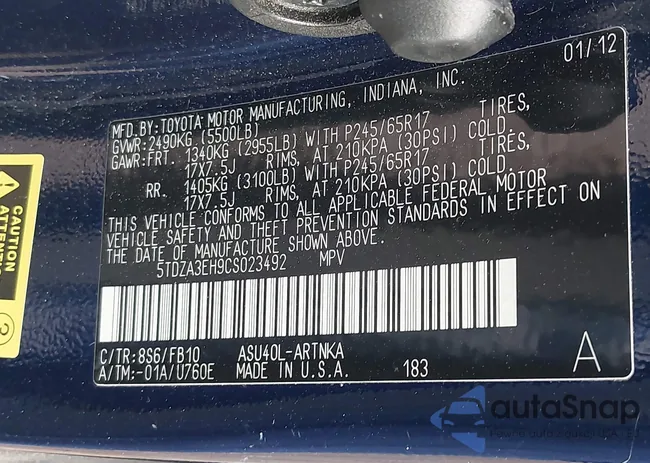 01/12
MFD.BY:TOYOTA MOTOR MANUFACTURING, INDIANA, INC.
GVWR:2490KG (5500LB)
GAWR:FRT. 1340KG (2955LB) WITH P245/65R17 TIRES,
17X7.5J RIMS, AT 210KPA (30PSI) COLD.
RR. 1405KG (3100LB) WITH P245/65R17 TIRES,
17X7.5J RIMS, AT 210KPA (30PSI) COLD.
THIS VEHICLE CONFORMS TO ALL APPLICABLE FEDERAL MOTOR
VEHICLE SAFETY AND THEFT PREVENTION STANDARDS IN EFFECT ON
THE DATE OF MANUFACTURE SHOWN ABOVE.
5TDZA3EH9CS023492 MPV
C/TR:8S6/FB10 ASU40L-ARTNKA
A/TM:-01A/U760E MADE IN U.S.A. 183 A
CAUTION
2
autoSnap